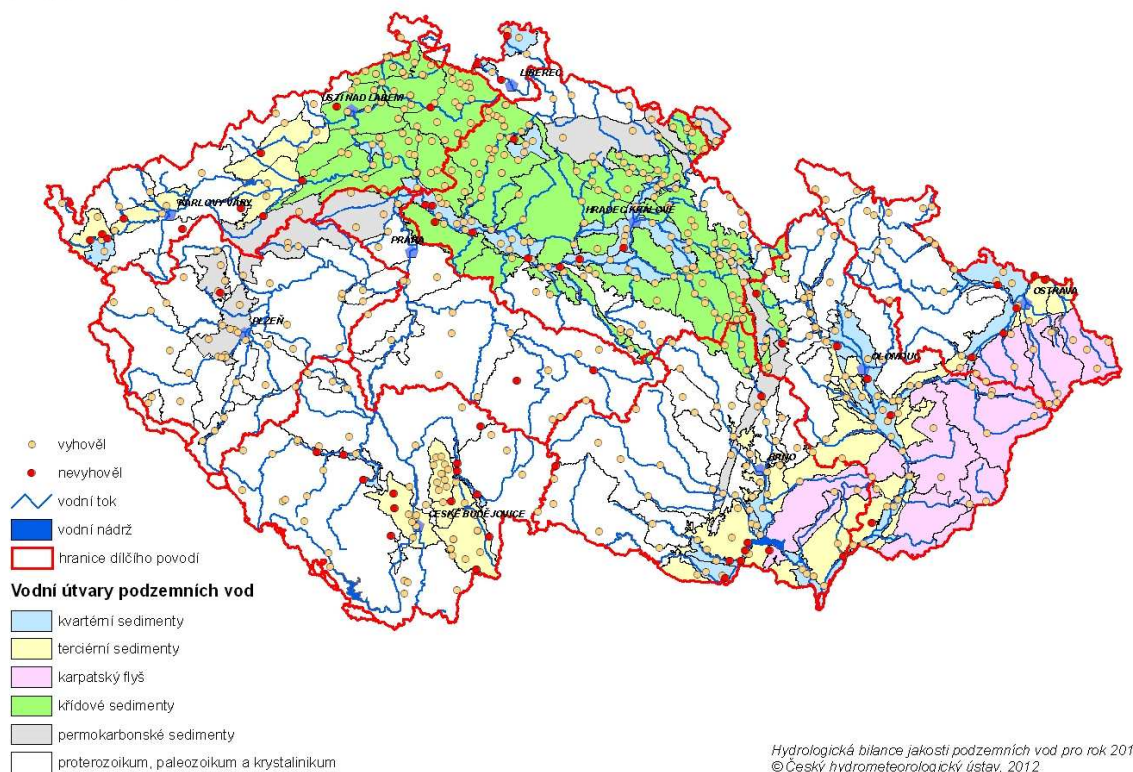 LIBEREC
ÚSTÍ NAD LABEM
KARLOVY VARY
HRADEC KRÁLOVÉ
PRAHA
OSTRAVA
PLZEŇ
OLOMOUC
BRNO
ČESKÉ BUDĚJOVICE
vyhověl
nevyhověl
vodní tok
vodní nádrž
hranice dílčího povodí
Vodní útvary podzemních vod
kvartérní sedimenty
terciérní sedimenty
karpatský flyš
křídové sedimenty
permokarbonské sedimenty
proterozoikum, paleozoikum a krystalinikum
Hydrologická bilance jakosti podzemních vod pro rok 201
© Český hydrometeorologický ústav, 2012